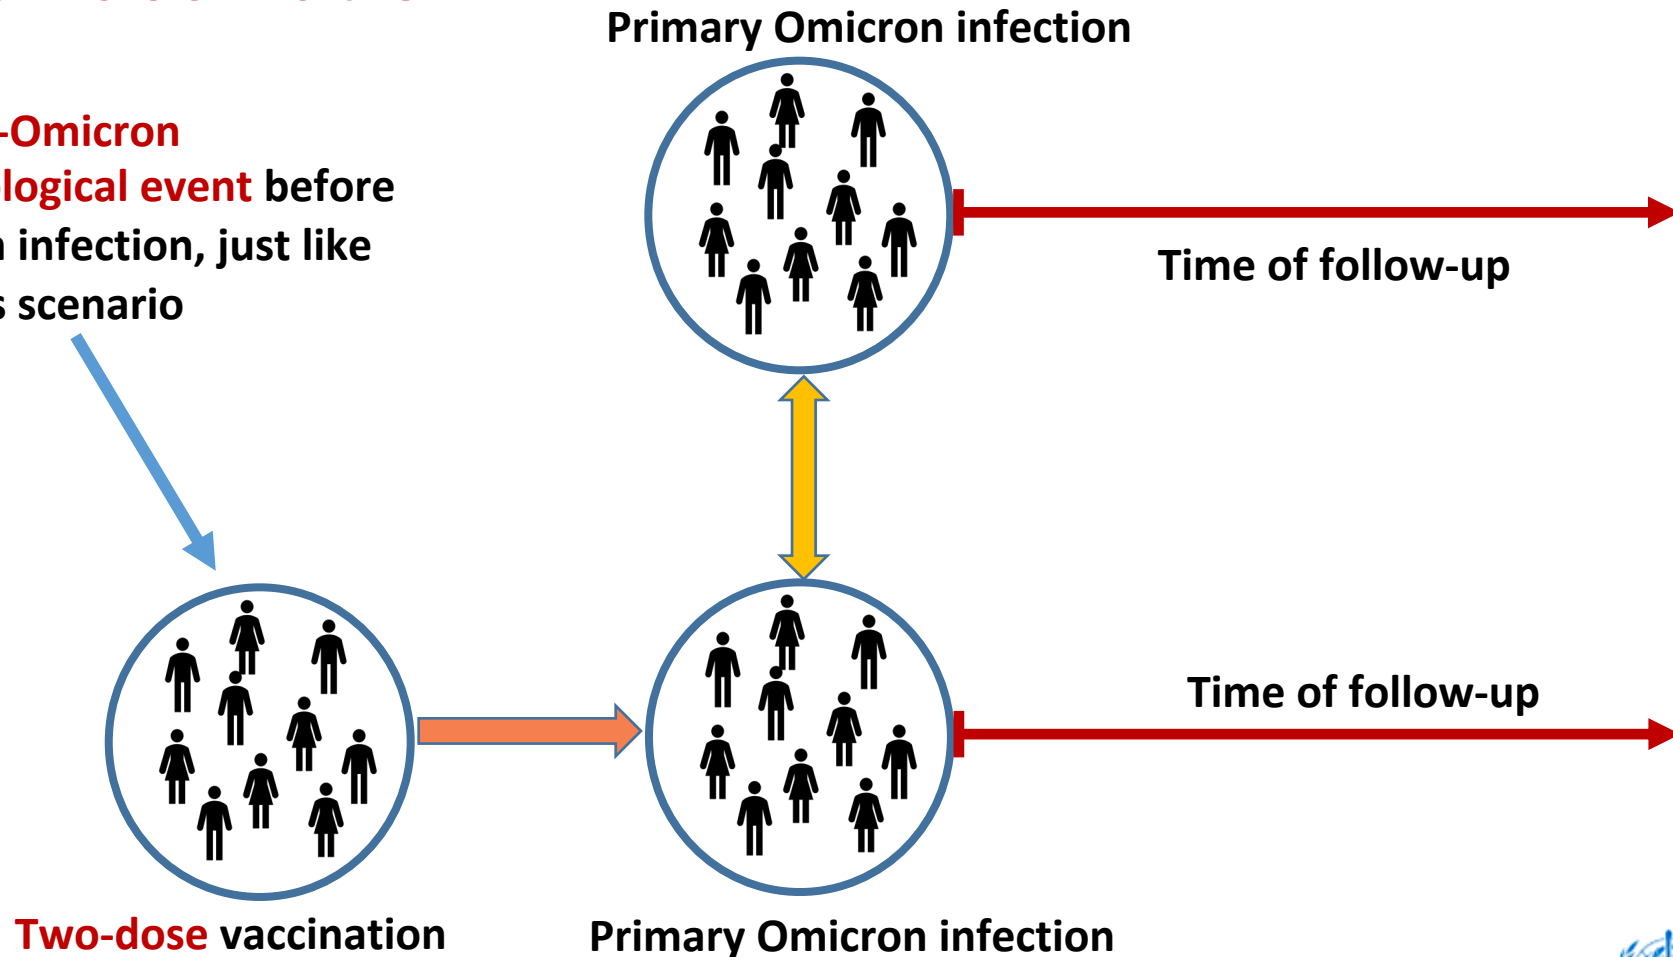 Primary Omicron infection
-Omicron
logical event before
infection, just like
scenario
Time of follow-up
Time of follow-up
Two-dose vaccination
Primary Omicron infection